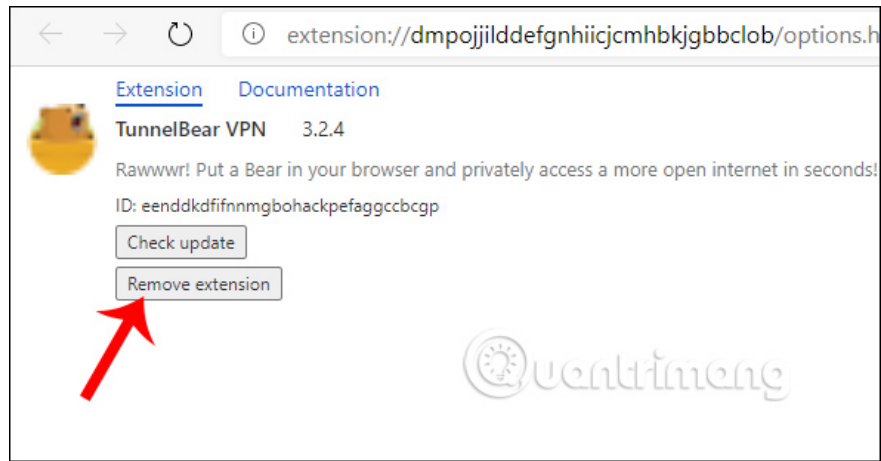 extension://dmpojjilddefgnhiicjcmhbkjgbbclob/options.h
Extension Documentation
TunnelBear VPN 3.2.4
Rawwwr! Put a Bear in your browser and privately access a more open internet in seconds!
ID: eenddkdfifnnmgbohackpefaggccbcgp
Check update
Remove extension
Quantrimang